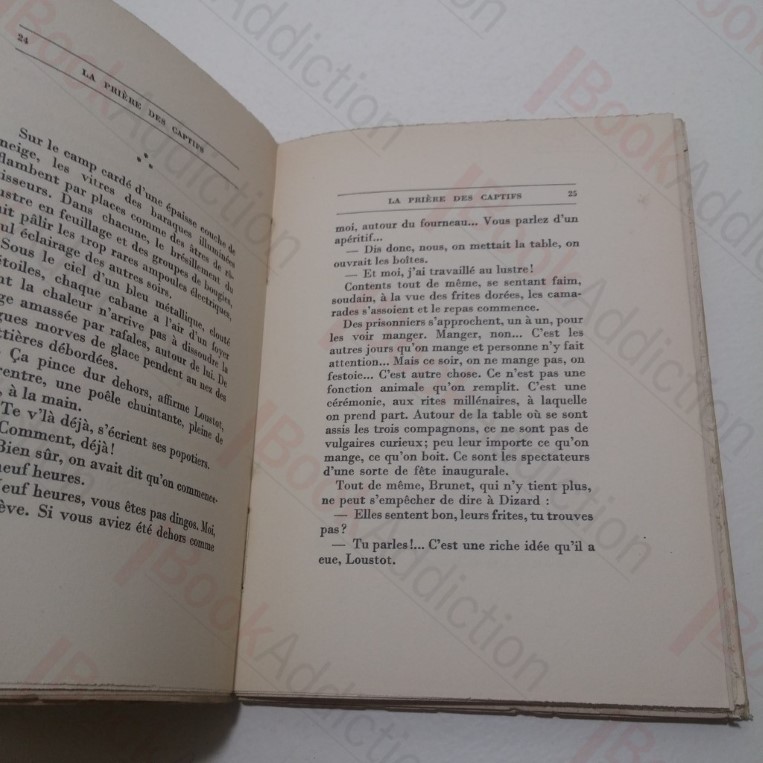 24
LA PRIÈRE DES CAPTIFS
Sur le camp cardé d'une épaisse couche de
neige, les vitres des baraques illuminées
flambent par places comme des âtres de
isseurs. Dans chacune, le brésillement du
ustre en feuillage et des groupes de bougies,
it pâlir les trop rares ampoules électriques,
ul éclairage des autres soirs.
Sous le ciel d'un bleu métallique, clouté
étoiles, chaque cabane a l'air d'un foyer
nt la chaleur n'arrive pas à dissoudre la
ge amassée par rafales, autour de lui. De
gues morves de glace pendent au nez des
ttières débordées.
Ça pince dur dehors, affirme Loustot,
rentre, une poêle chuintante, pleine de
, à la main.
Te v'là déjà, s'écrient ses popotiers.
Comment, déjà!
Bien sûr, on avait dit qu'on commence-
neuf heures.
Neuf heures, vous êtes pas dingos. Moi,
ève. Si vous aviez été dehors comme
LA PRIÈRE DES CAPTIFS 25
moi, autour du fourneau... Vous parlez d'un
apéritif...
— Dis donc, nous, on mettait la table, on
ouvrait les boîtes.
— Et moi, j'ai travaillé au lustre!
Contents tout de même, se sentant faim,
soudain, à la vue des frites dorées, les cama-
rades s'assoient et le repas commence.
Des prisonniers s'approchent, un à un, pour
les voir manger. Manger, non... C'est les
autres jours qu'on mange et personne n'y fait
attention... Mais ce soir, on ne mange pas, on
festoie... C'est autre chose. Ce n'est pas une
fonction animale qu'on remplit. C'est une
cérémonie, aux rites millénaires, à laquelle
on prend part. Autour de la table où se sont
assis les trois compagnons, ce ne sont pas de
vulgaires curieux; peu leur importe ce qu'on
mange, ce qu'on boit. Ce sont les spectateurs
d'une sorte de fête inaugurale.
Tout de même, Brunet, qui n'y tient plus,
ne peut s'empêcher de dire à Dizard :
— Elles sentent bon, leurs frites, tu trouves
pas?
— Tu parles!... C'est une riche idée qu'il a
eue, Loustot.
BookAddiction